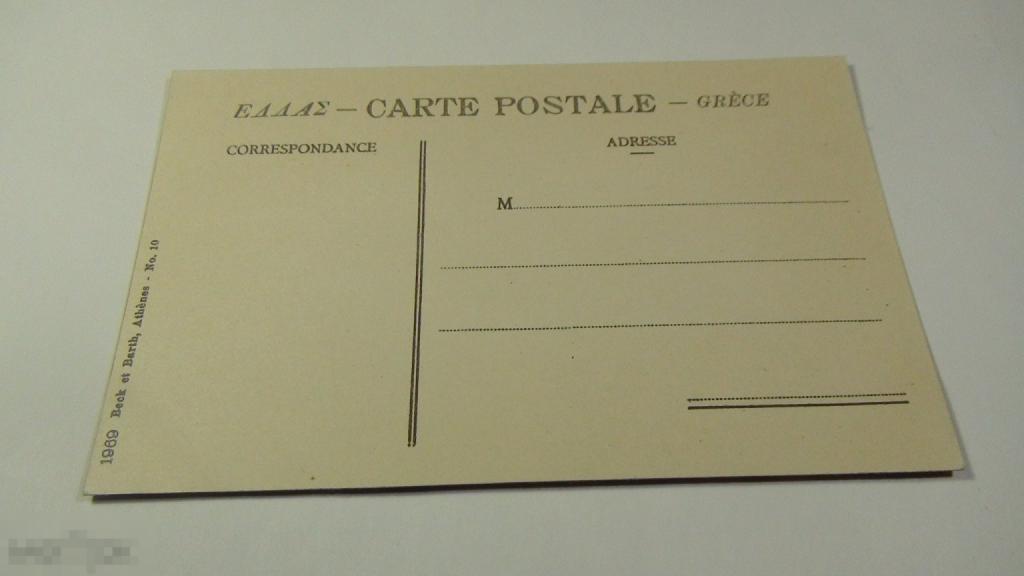 ΕΛΛΑΣ — CARTE POSTALE — GRÈCE
CORRESPONDANCE
ADRESSE
M
1969 Beck et Barth, Athènes - No. 10